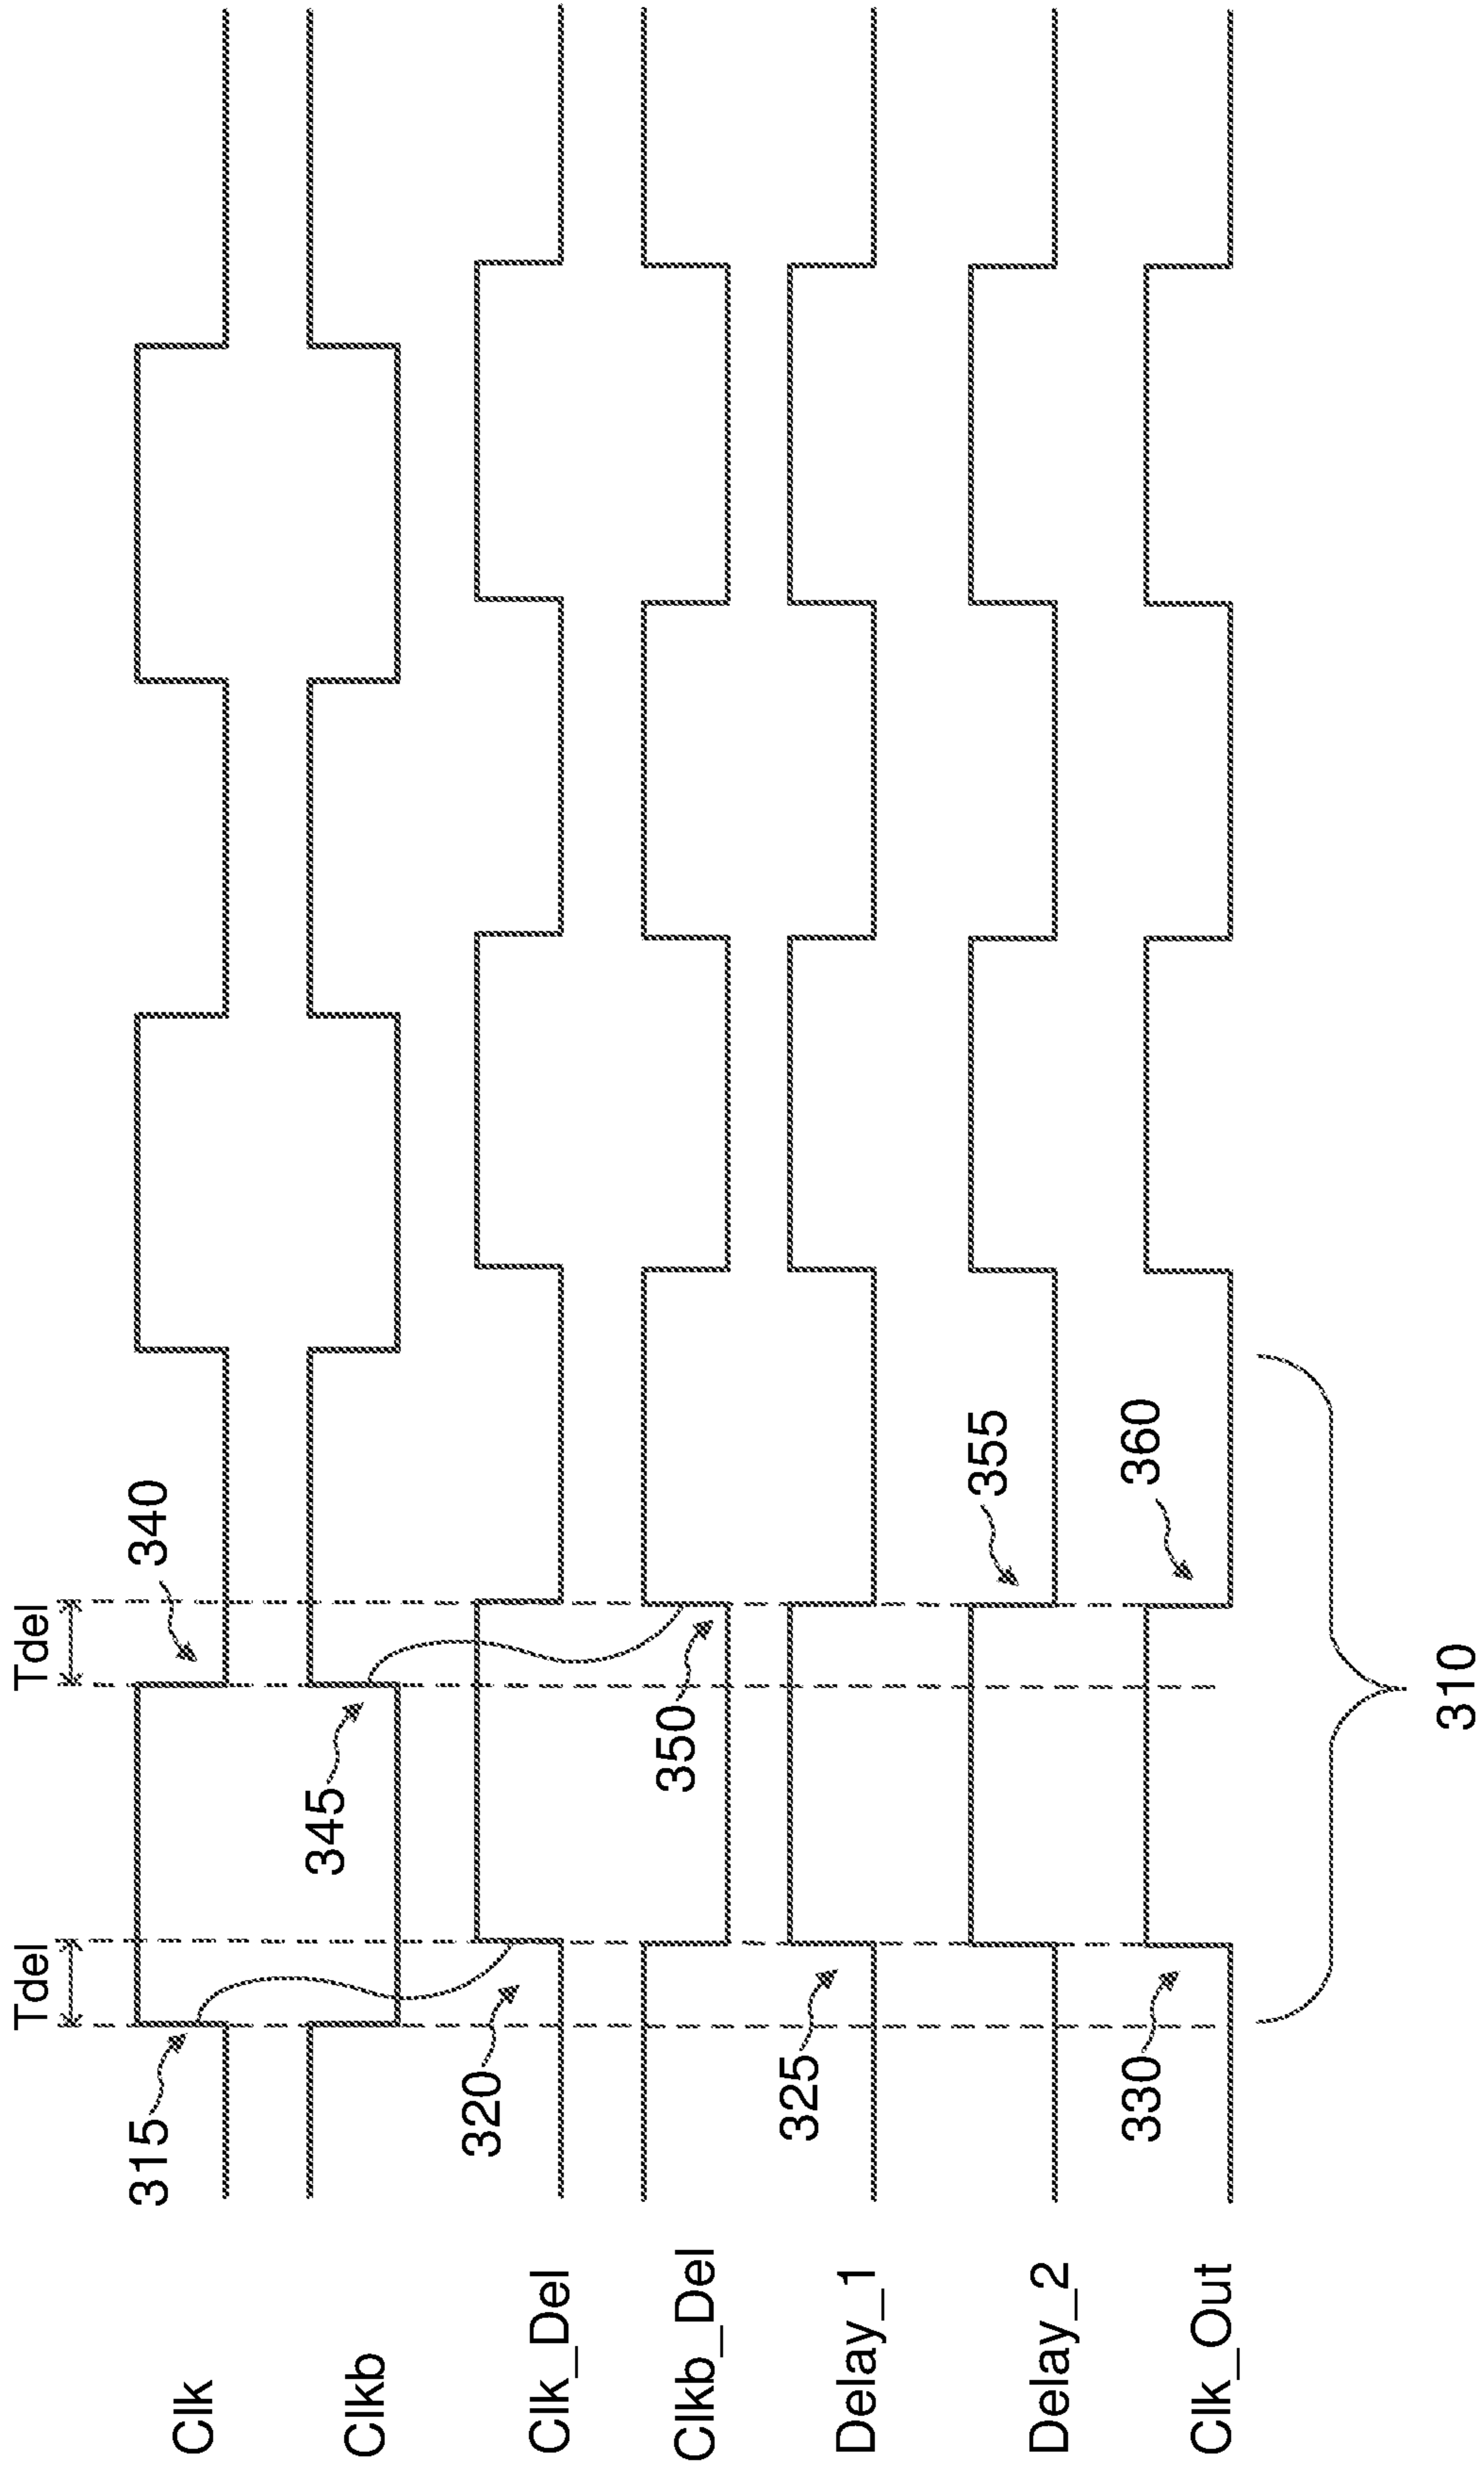 Tdel
Tdel
Clk
315
340
Clkb
345
Clk_Del
320
Clkb_Del
350
Delay_1
325
Delay_2
355
Clk_Out
330
360
310